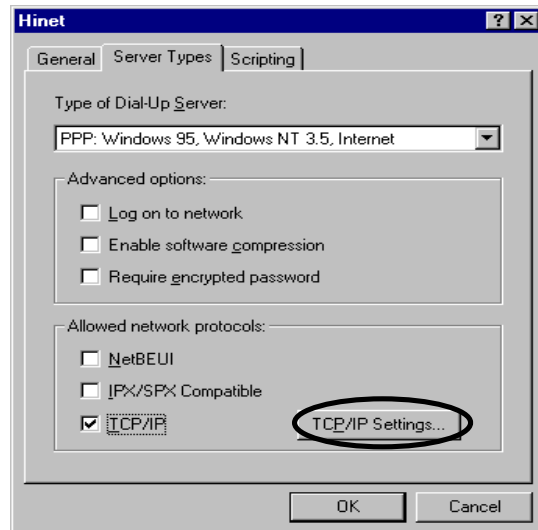 Hinet
General Server Types Scripting
Type of Dial-Up Server:
PPP: Windows 95, Windows NT 3.5, Internet
Advanced options:
Log on to network
Enable software compression
Require encrypted password
Allowed network protocols:
NetBEUI
IPX/SPX Compatible
TCP/IP TCP/IP Settings...
OK Cancel